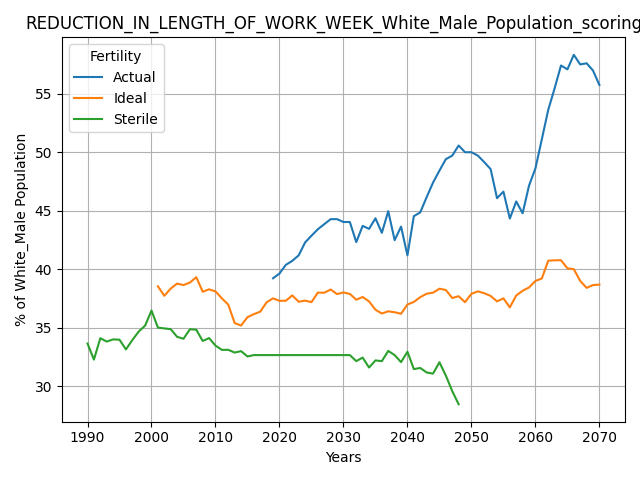 REDUCTION_IN_LENGTH_OF_WORK_WEEK_White_Male_Population_scoring
Fertility
Actual
Ideal
Sterile
% of White_Male Population
55
50
45
40
35
30
1990 2000 2010 2020 2030 2040 2050 2060 2070
Years